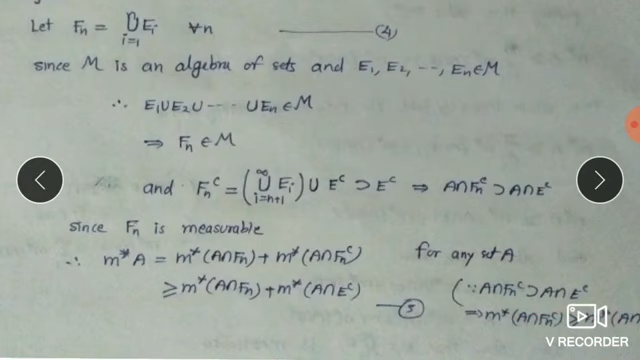 Let Fn = ⋃_{i=1}^{n} Ei ∀n ——— (4)
since M is an algebra of sets and E1, E2, ---, En ∈ M
∴ E1 ∪ E2 ∪ ---- ∪ En ∈ M
⇒ Fn ∈ M
and Fn^c = (⋃_{i=n+1}^{∞} Ei) ∪ E^c ⊃ E^c ⇒ A∩Fn^c ⊃ A∩E^c
since Fn is measurable
∴ m*A = m*(A∩Fn) + m*(A∩Fn^c) for any set A
≥ m*(A∩Fn) + m*(A∩E^c) — (5) (∵ A∩Fn^c ⊃ A∩E^c
⇒ m*(A∩Fn^c) ≥ m*(A∩
V RECORDER